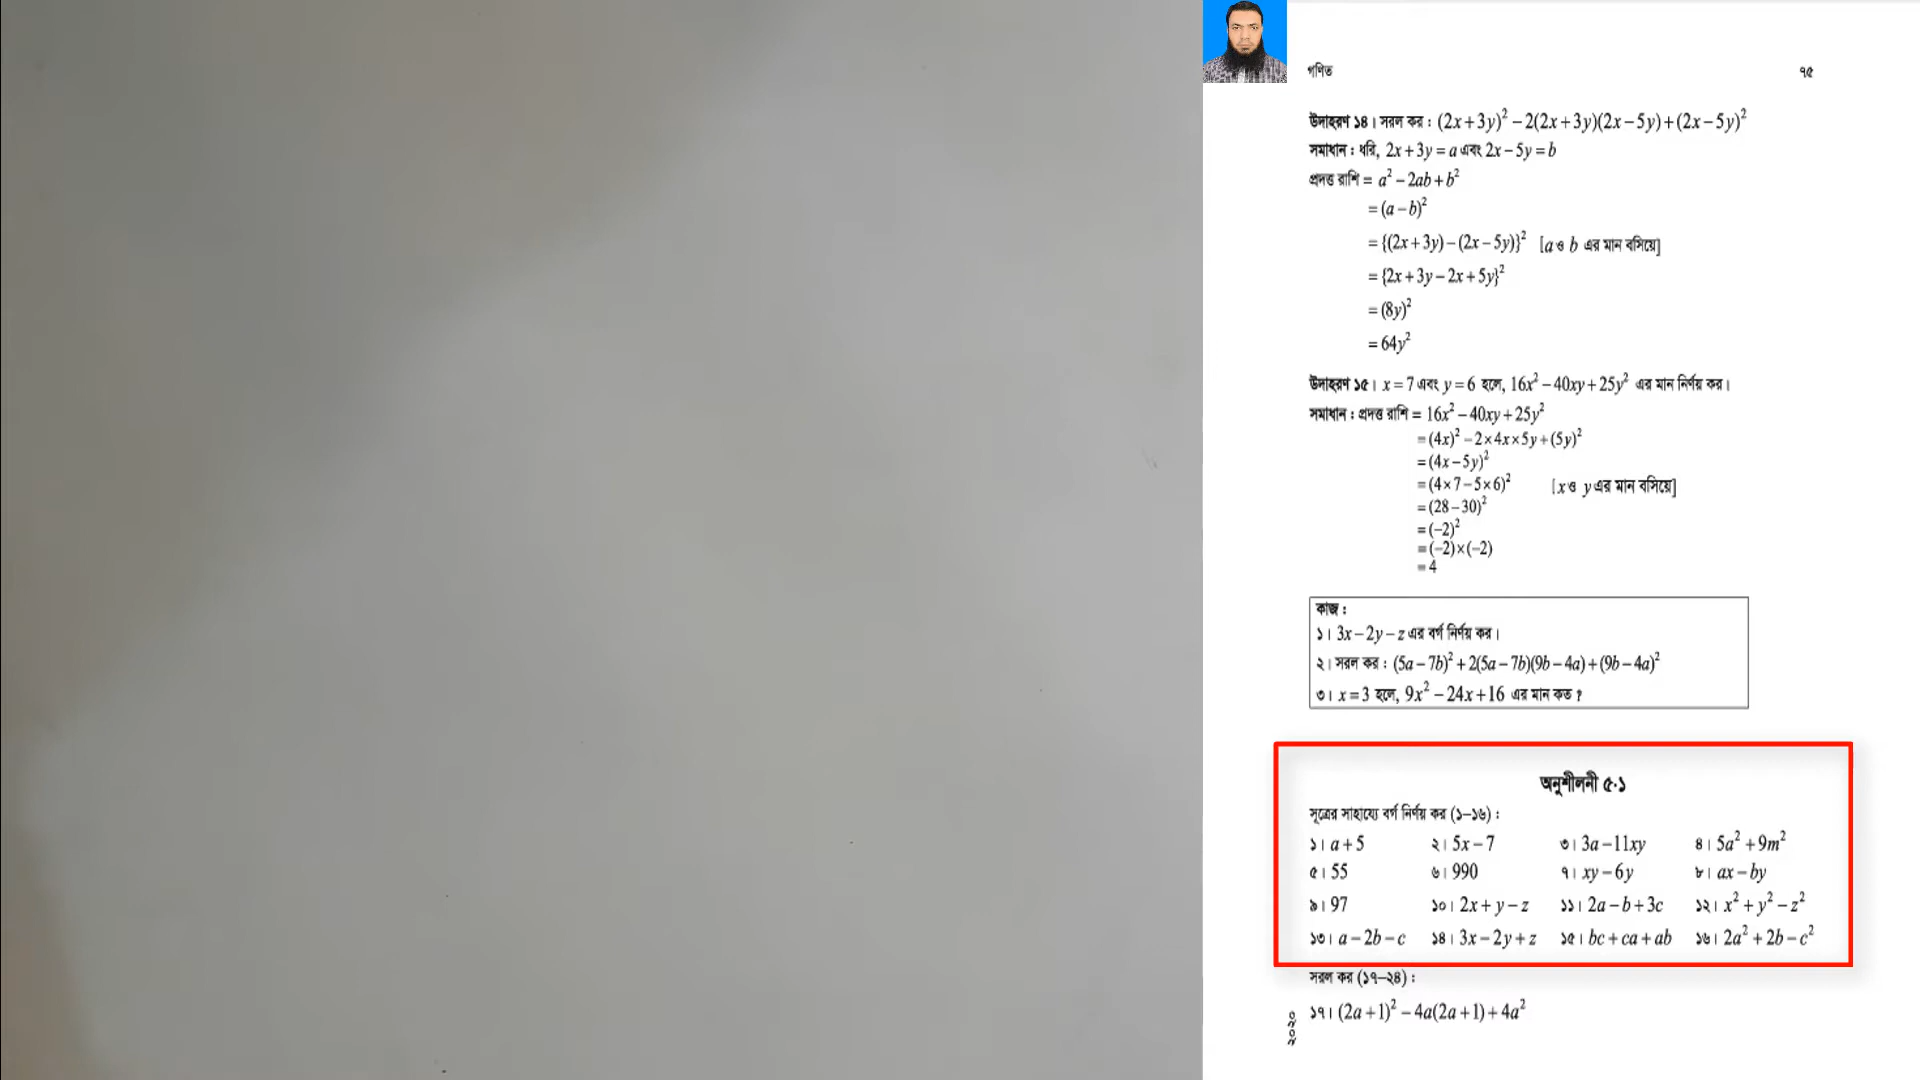 গণিত ৭৫
উদাহরণ ১৪। সরল কর : (2x+3y)² − 2(2x+3y)(2x−5y)+(2x−5y)²
সমাধান : ধরি, 2x+3y = a এবং 2x−5y = b
প্রদত্ত রাশি = a² − 2ab + b²
= (a − b)²
= {(2x+3y)−(2x−5y)}² [a ও b এর মান বসিয়ে]
= {2x+3y−2x+5y}²
= (8y)²
= 64y²
উদাহরণ ১৫। x = 7 এবং y = 6 হলে, 16x² − 40xy + 25y² এর মান নির্ণয় কর।
সমাধান : প্রদত্ত রাশি = 16x² − 40xy + 25y²
= (4x)² − 2×4x×5y + (5y)²
= (4x−5y)²
= (4×7−5×6)² [x ও y এর মান বসিয়ে]
= (28−30)²
= (−2)²
= (−2)×(−2)
= 4
কাজ :
১। 3x − 2y − z এর বর্গ নির্ণয় কর।
২। সরল কর : (5a − 7b)² + 2(5a − 7b)(9b − 4a) + (9b − 4a)²
৩। x = 3 হলে, 9x² − 24x + 16 এর মান কত ?
অনুশীলনী ৫.১
সূত্রের সাহায্যে বর্গ নির্ণয় কর (১−১৬) :
১। a + 5 ২। 5x − 7 ৩। 3a − 11xy ৪। 5a² + 9m²
৫। 55 ৬। 990 ৭। xy − 6y ৮। ax − by
৯। 97 ১০। 2x + y − z ১১। 2a − b + 3c ১২। x² + y² − z²
১৩। a − 2b − c ১৪। 3x − 2y + z ১৫। bc + ca + ab ১৬। 2a² + 2b − c²
সরল কর (১৭−২৪) :
১৭। (2a + 1)² − 4a(2a + 1) + 4a²